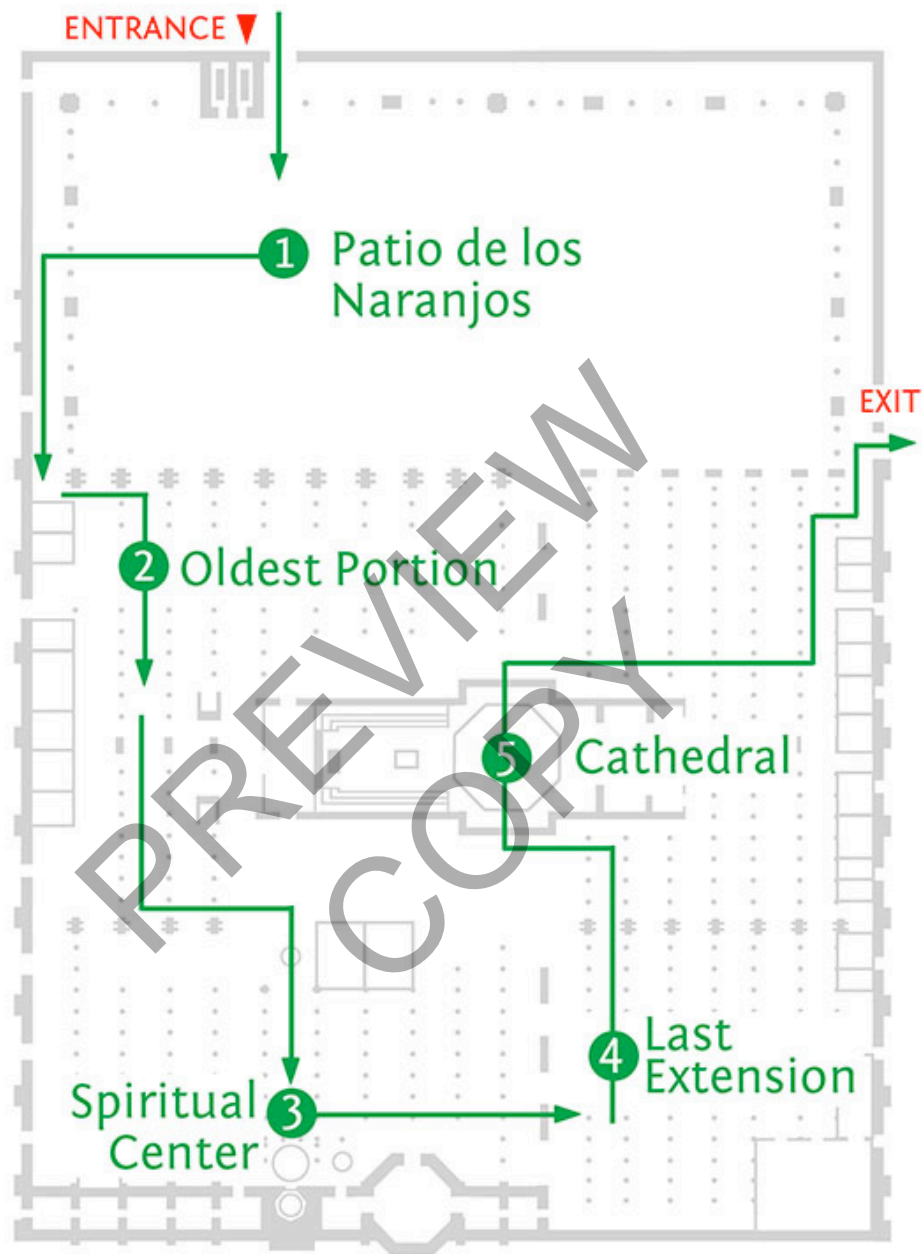 ENTRANCE
1 Patio de los
Naranjos
EXIT
2 Oldest Portion
5 Cathedral
4 Last
Extension
Spiritual 3
Center
PREVIEW
COPY